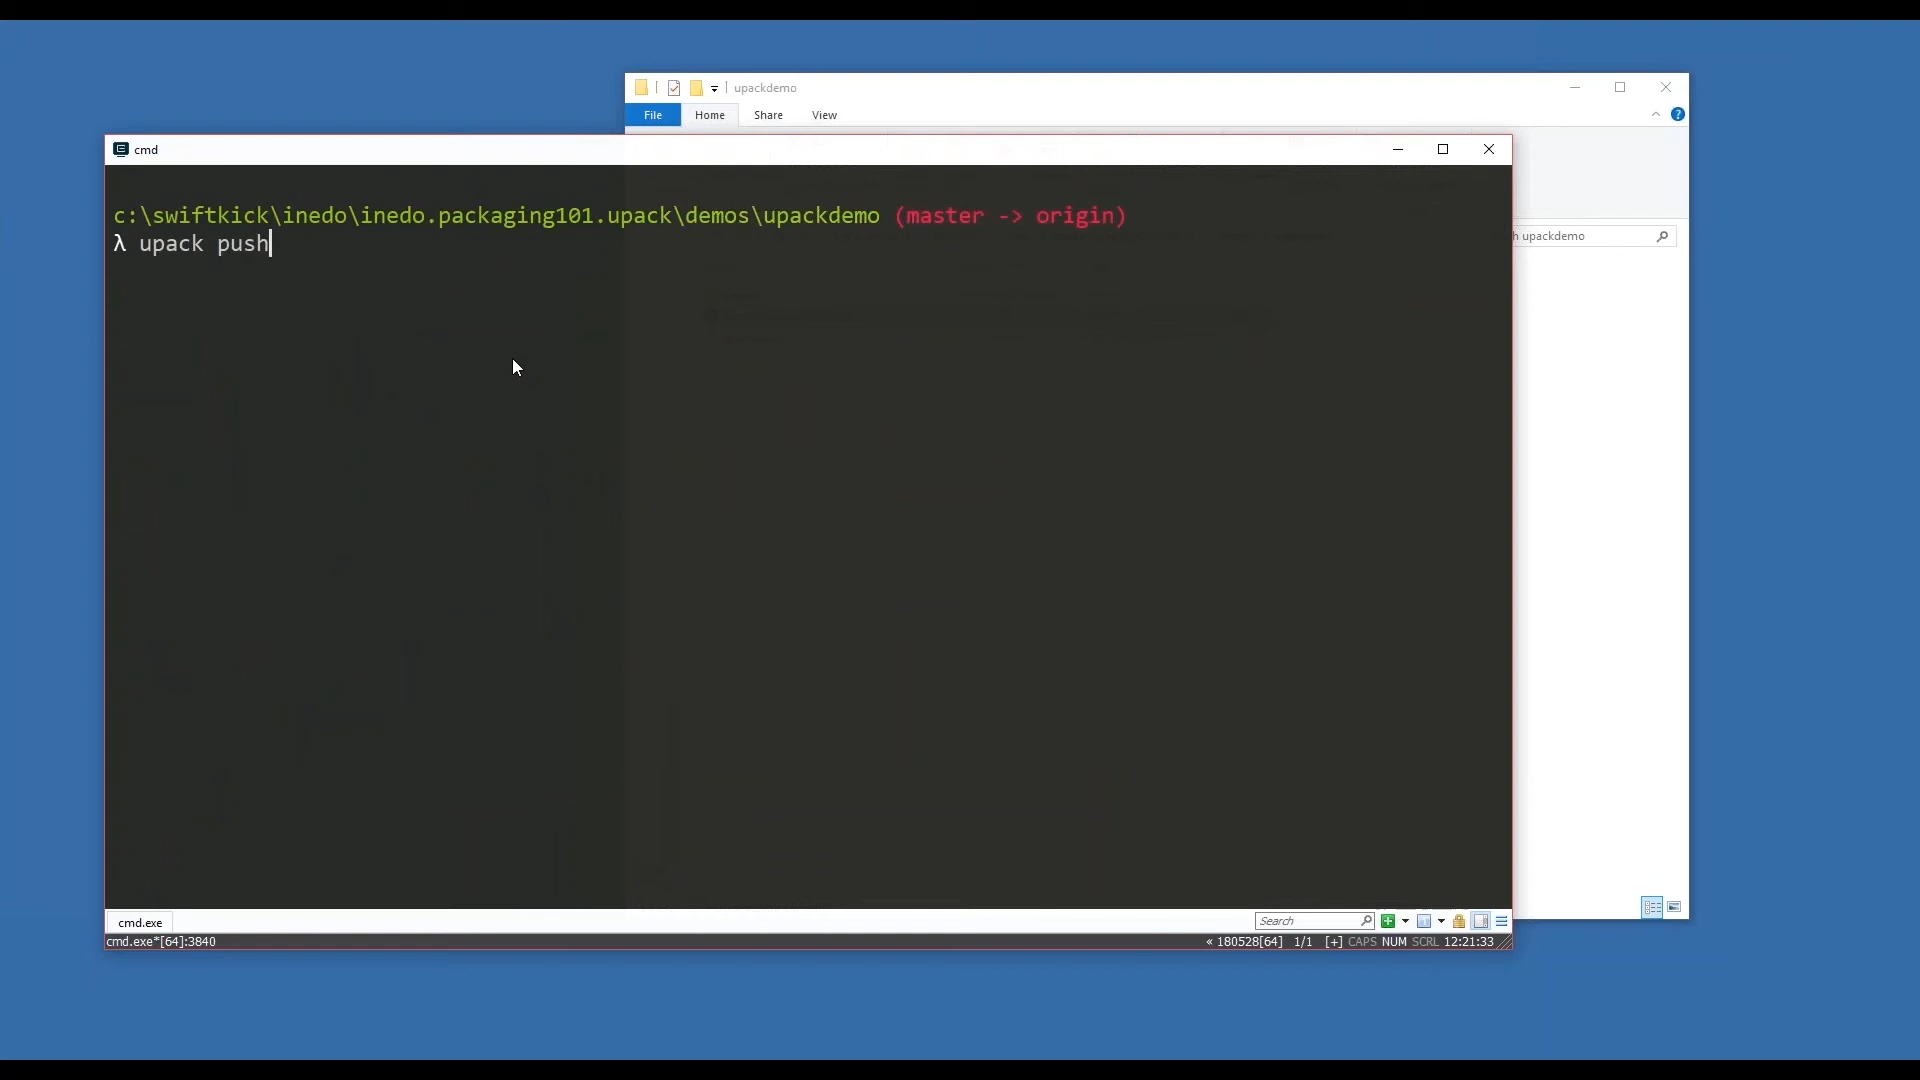 upackdemo
File Home Share View
cmd
c:\swiftkick\inedo\inedo.packaging101.upack\demos\upackdemo (master -> origin)
h upackdemo
λ upack push
cmd.exe
Search
cmd.exe*[64]:3840
« 180528[64] 1/1 [+] CAPS NUM SCRL 12:21:33